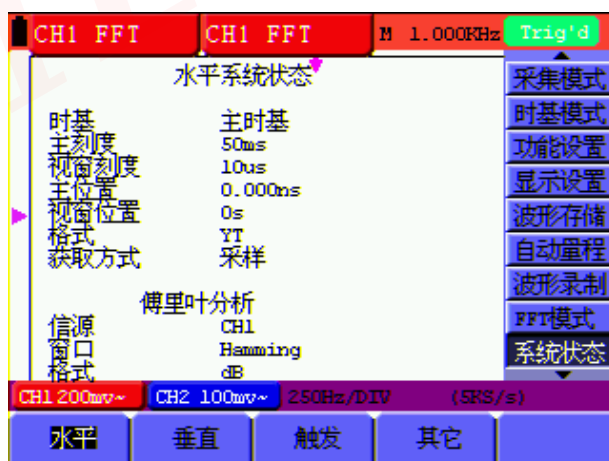 CH1 FFT CH1 FFT M 1.000KHz Trig'd
水平系统状态
时基 主时基
主刻度 50ms
视窗刻度 10us
主位置 0.000ns
视窗位置 0s
格式 YT
获取方式 采样
傅里叶分析
信源 CH1
窗口 Hamming
格式 dB
采集模式
时基模式
功能设置
显示设置
波形存储
自动量程
波形录制
FFT模式
系统状态
CH1 200mv~ CH2 100mv~ 250Hz/DIV (5KS/s)
水平 垂直 触发 其它